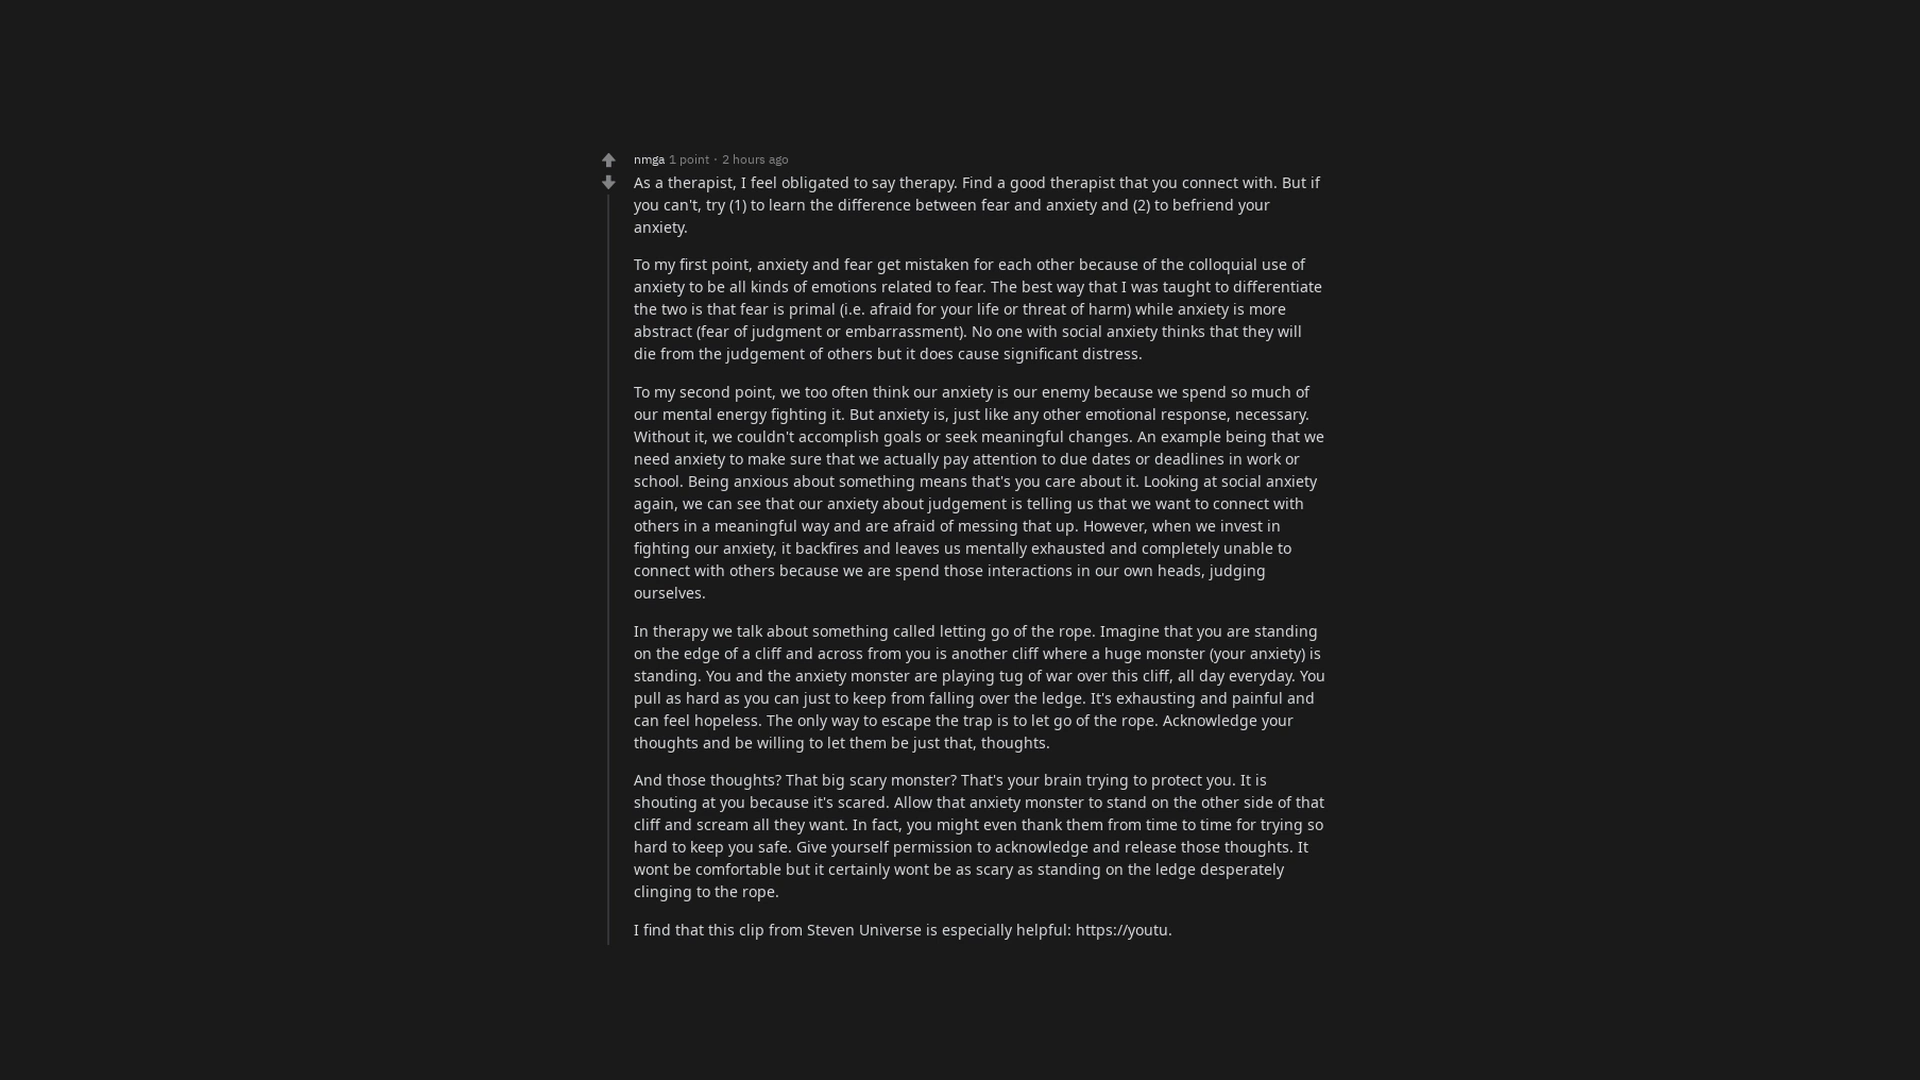 nmga 1 point · 2 hours ago
As a therapist, I feel obligated to say therapy. Find a good therapist that you connect with. But if
you can't, try (1) to learn the difference between fear and anxiety and (2) to befriend your
anxiety.
To my first point, anxiety and fear get mistaken for each other because of the colloquial use of
anxiety to be all kinds of emotions related to fear. The best way that I was taught to differentiate
the two is that fear is primal (i.e. afraid for your life or threat of harm) while anxiety is more
abstract (fear of judgment or embarrassment). No one with social anxiety thinks that they will
die from the judgement of others but it does cause significant distress.
To my second point, we too often think our anxiety is our enemy because we spend so much of
our mental energy fighting it. But anxiety is, just like any other emotional response, necessary.
Without it, we couldn't accomplish goals or seek meaningful changes. An example being that we
need anxiety to make sure that we actually pay attention to due dates or deadlines in work or
school. Being anxious about something means that's you care about it. Looking at social anxiety
again, we can see that our anxiety about judgement is telling us that we want to connect with
others in a meaningful way and are afraid of messing that up. However, when we invest in
fighting our anxiety, it backfires and leaves us mentally exhausted and completely unable to
connect with others because we are spend those interactions in our own heads, judging
ourselves.
In therapy we talk about something called letting go of the rope. Imagine that you are standing
on the edge of a cliff and across from you is another cliff where a huge monster (your anxiety) is
standing. You and the anxiety monster are playing tug of war over this cliff, all day everyday. You
pull as hard as you can just to keep from falling over the ledge. It's exhausting and painful and
can feel hopeless. The only way to escape the trap is to let go of the rope. Acknowledge your
thoughts and be willing to let them be just that, thoughts.
And those thoughts? That big scary monster? That's your brain trying to protect you. It is
shouting at you because it's scared. Allow that anxiety monster to stand on the other side of that
cliff and scream all they want. In fact, you might even thank them from time to time for trying so
hard to keep you safe. Give yourself permission to acknowledge and release those thoughts. It
wont be comfortable but it certainly wont be as scary as standing on the ledge desperately
clinging to the rope.
I find that this clip from Steven Universe is especially helpful: https://youtu.